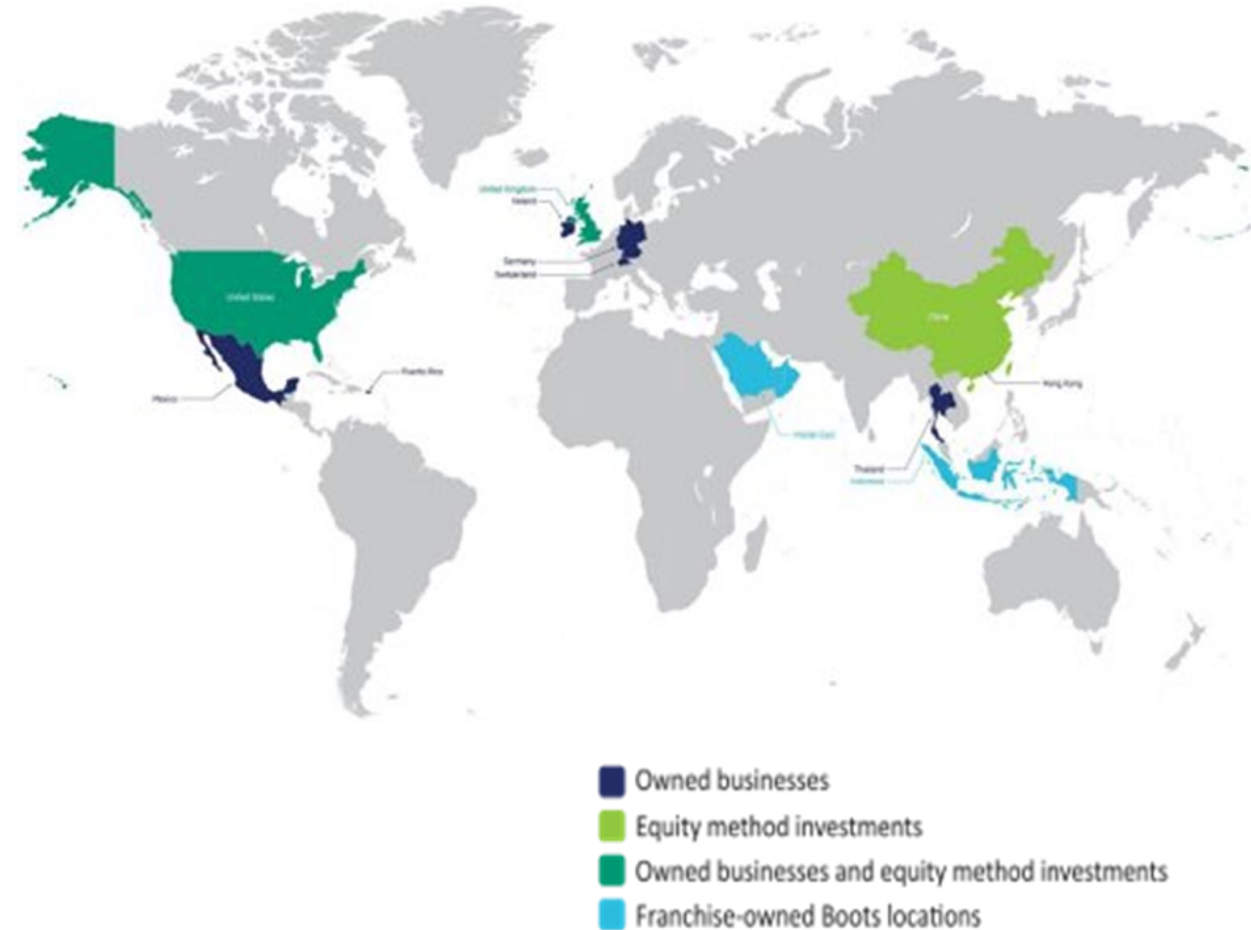 United Kingdom
Ireland
Germany
Switzerland
United States
China
Puerto Rico
Mexico
Hong Kong
Thailand
Indonesia
Owned businesses
Equity method investments
Owned businesses and equity method investments
Franchise-owned Boots locations